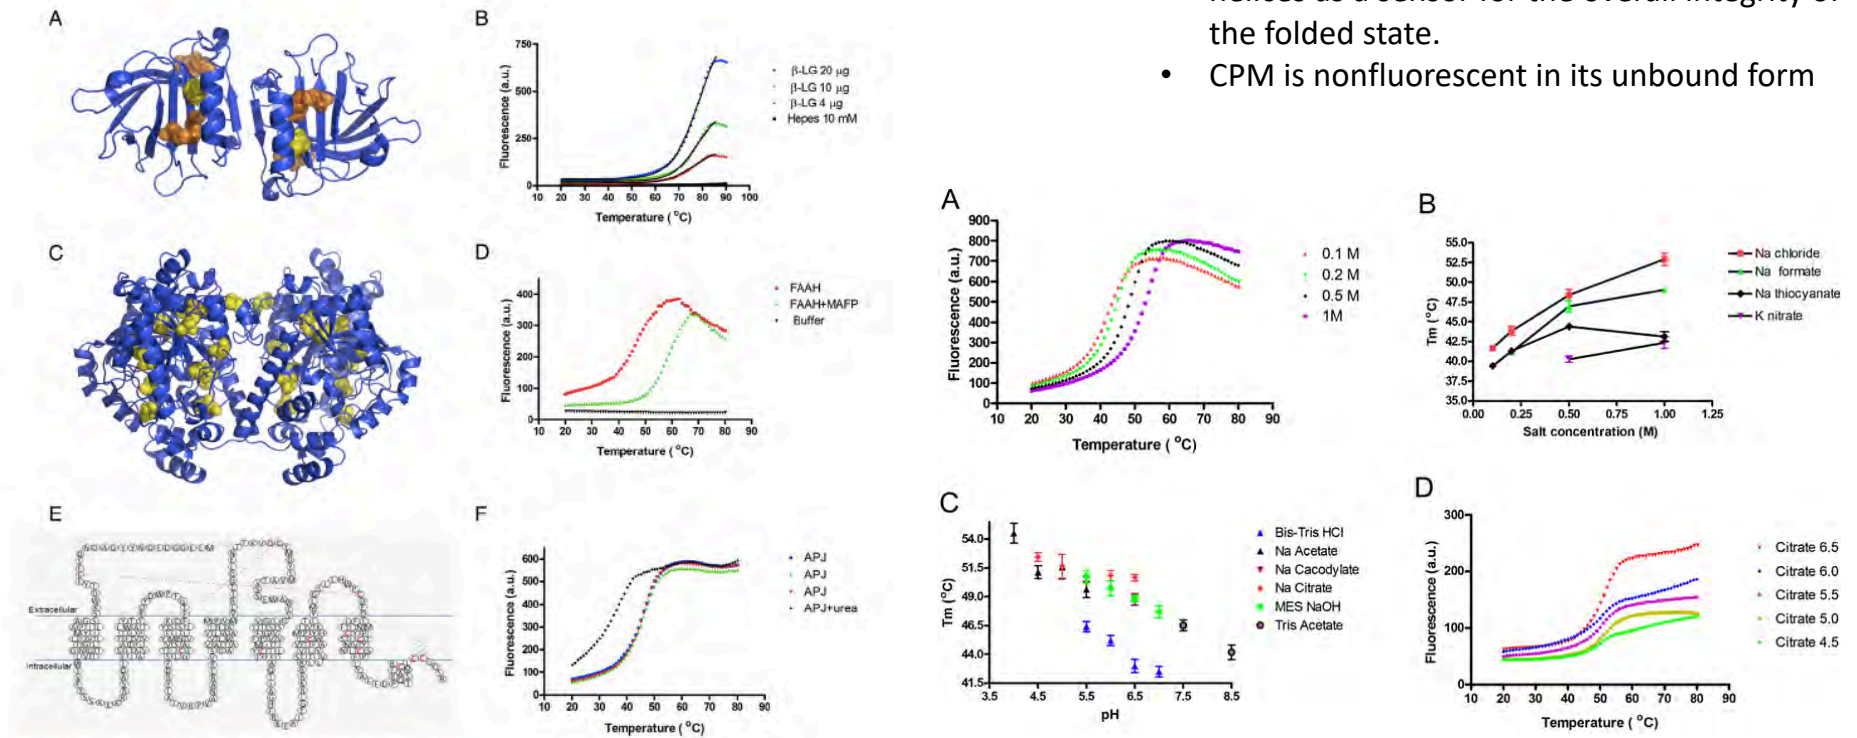 helices as a sensor for the overall integrity of
the folded state.
• CPM is nonfluorescent in its unbound form
A
B
750
500
250
0
Fluorescence (a.u.)
10 20 30 40 50 60 70 80 90 100
Temperature ( °C)
β-LG 20 μg
β-LG 10 μg
β-LG 4 μg
Hepes 10 mM
C
D
400
300
200
100
0
Fluorescence (a.u.)
10 20 30 40 50 60 70 80 90
Temperature ( °C)
FAAH
FAAH+MAFP
Buffer
E
Extracellular
Intracellular
F
600
500
400
300
200
100
0
Fluorescence (a.u.)
10 20 30 40 50 60 70 80 90
Temperature ( °C)
APJ
APJ
APJ
APJ+urea
A
900
800
700
600
500
400
300
200
100
0
Fluorescence (a.u.)
10 20 30 40 50 60 70 80 90
Temperature ( °C)
0.1 M
0.2 M
0.5 M
1M
B
55.0
52.5
50.0
47.5
45.0
42.5
40.0
37.5
35.0
Tm (°C)
0.00 0.25 0.50 0.75 1.00 1.25
Salt concentration (M)
Na chloride
Na formate
Na thiocyanate
K nitrate
C
54.0
51.5
49.0
46.5
44.0
41.5
Tm (°C)
3.5 4.5 5.5 6.5 7.5 8.5
pH
Bis-Tris HCl
Na Acetate
Na Cacodylate
Na Citrate
MES NaOH
Tris Acetate
D
300
200
100
0
Fluorescence (a.u.)
10 20 30 40 50 60 70 80 90
Temperature ( °C)
Citrate 6.5
Citrate 6.0
Citrate 5.5
Citrate 5.0
Citrate 4.5